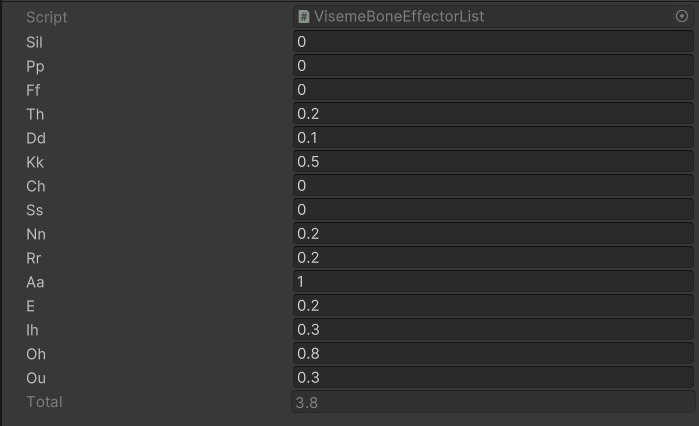 Script # VisemeBoneEffectorList
Sil 0
Pp 0
Ff 0
Th 0.2
Dd 0.1
Kk 0.5
Ch 0
Ss 0
Nn 0.2
Rr 0.2
Aa 1
E 0.2
Ih 0.3
Oh 0.8
Ou 0.3
Total 3.8